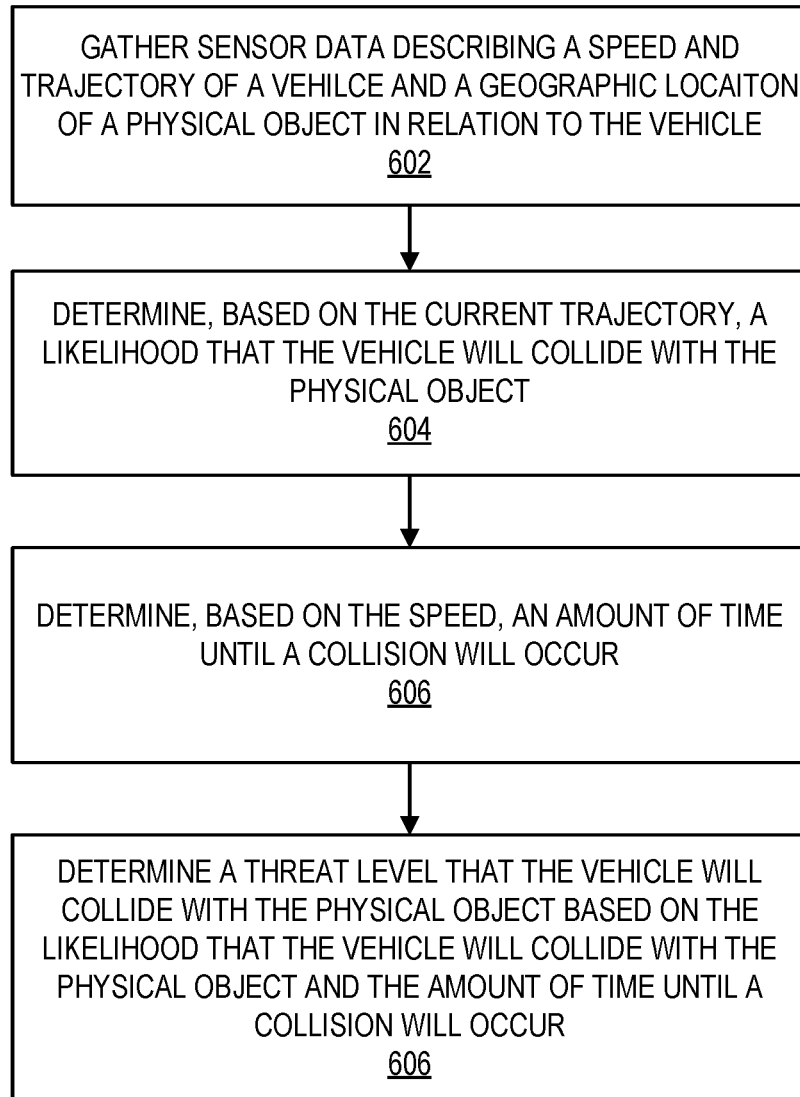 GATHER SENSOR DATA DESCRIBING A SPEED AND
TRAJECTORY OF A VEHILCE AND A GEOGRAPHIC LOCAITON
OF A PHYSICAL OBJECT IN RELATION TO THE VEHICLE
602
DETERMINE, BASED ON THE CURRENT TRAJECTORY, A
LIKELIHOOD THAT THE VEHICLE WILL COLLIDE WITH THE
PHYSICAL OBJECT
604
DETERMINE, BASED ON THE SPEED, AN AMOUNT OF TIME
UNTIL A COLLISION WILL OCCUR
606
DETERMINE A THREAT LEVEL THAT THE VEHICLE WILL
COLLIDE WITH THE PHYSICAL OBJECT BASED ON THE
LIKELIHOOD THAT THE VEHICLE WILL COLLIDE WITH THE
PHYSICAL OBJECT AND THE AMOUNT OF TIME UNTIL A
COLLISION WILL OCCUR
606